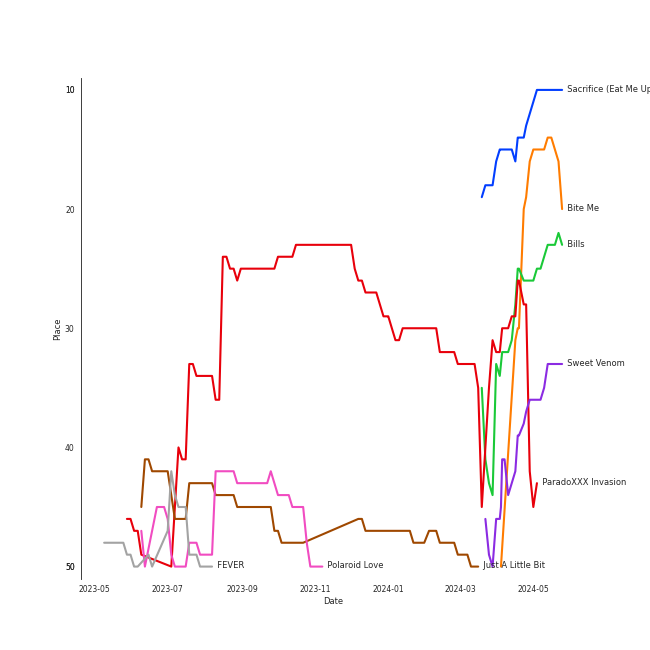 10
Sacrifice (Eat Me Up
20
Bite Me
Bills
30
Place
Sweet Venom
40
ParadoXXX Invasion
50
FEVER
Polaroid Love
Just A Little Bit
2023-05
2023-07
2023-09
2023-11
2024-01
2024-03
2024-05
Date